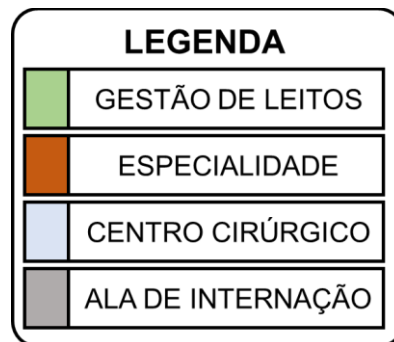 LEGENDA
GESTÃO DE LEITOS
ESPECIALIDADE
CENTRO CIRÚRGICO
ALA DE INTERNAÇÃO